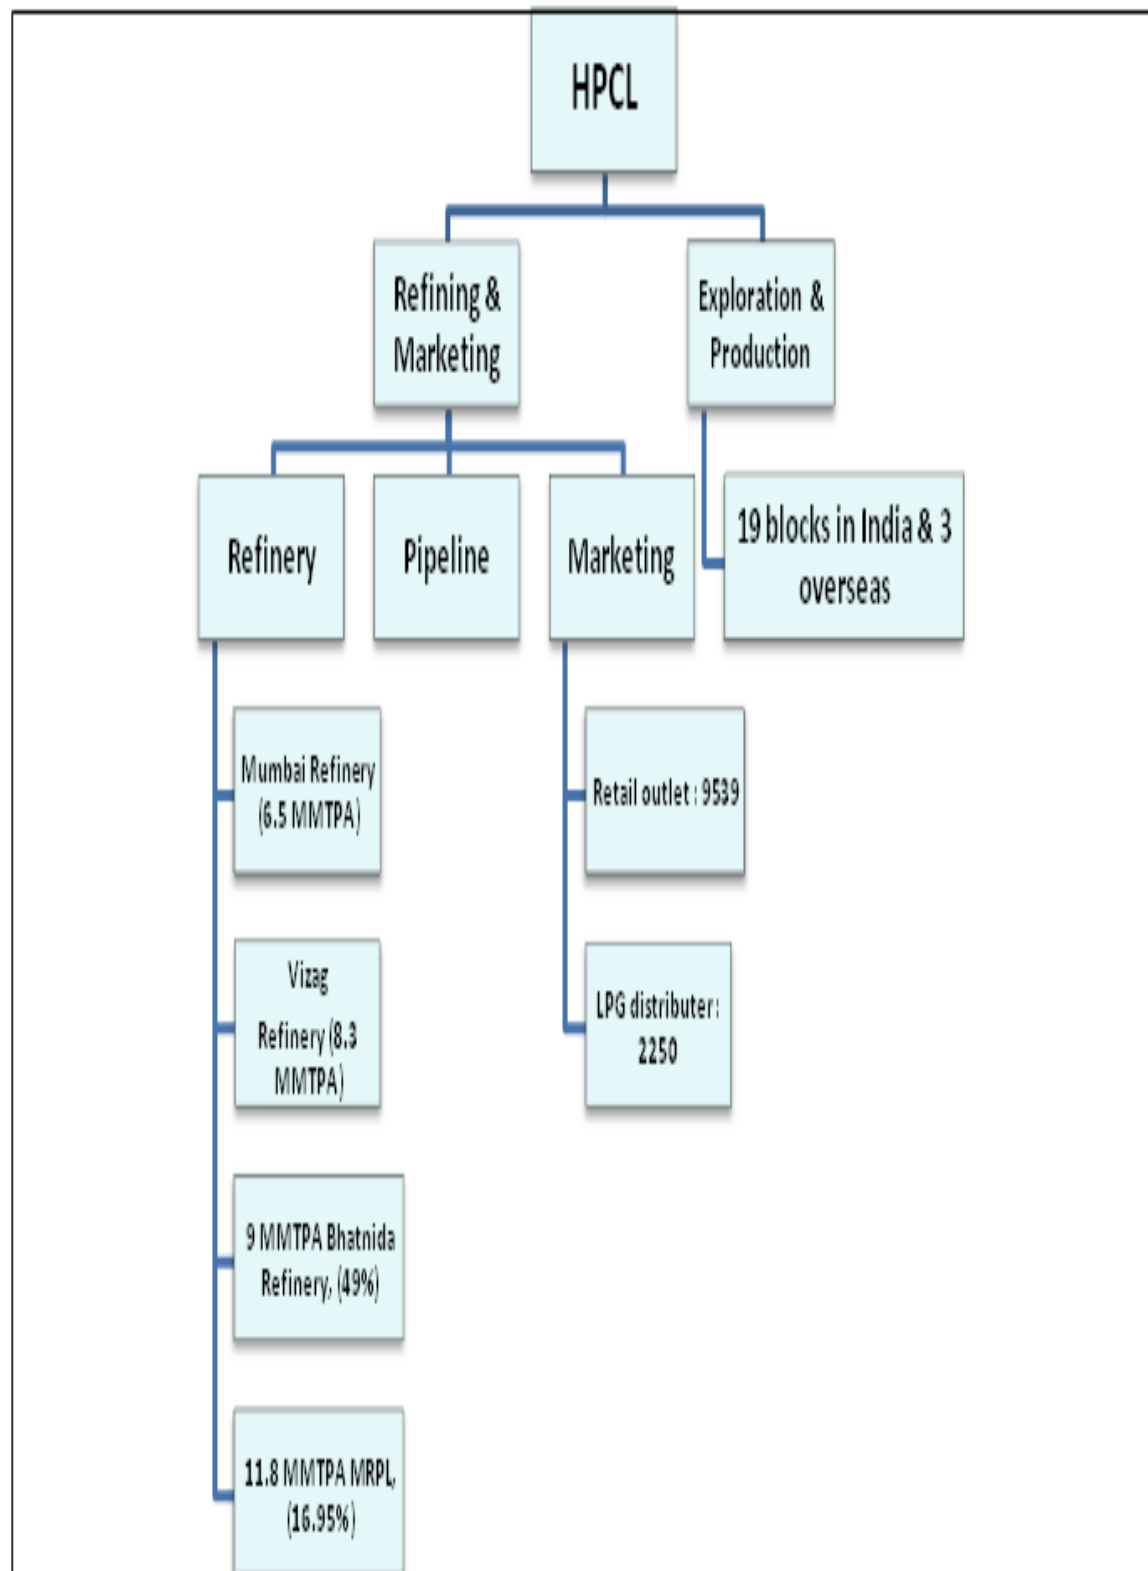 HPCL
Refining &
Marketing
Exploration &
Production
Refinery
Pipeline
Marketing
19 blocks in India & 3
overseas
Mumbai Refinery
(6.5 MMTPA)
Retail outlet : 9539
Vizag
Refinery (8.3
MMTPA)
LPG distributer :
2250
9 MMTPA Bhatnida
Refinery, (49%)
11.8 MMTPA MRPL,
(16.95%)